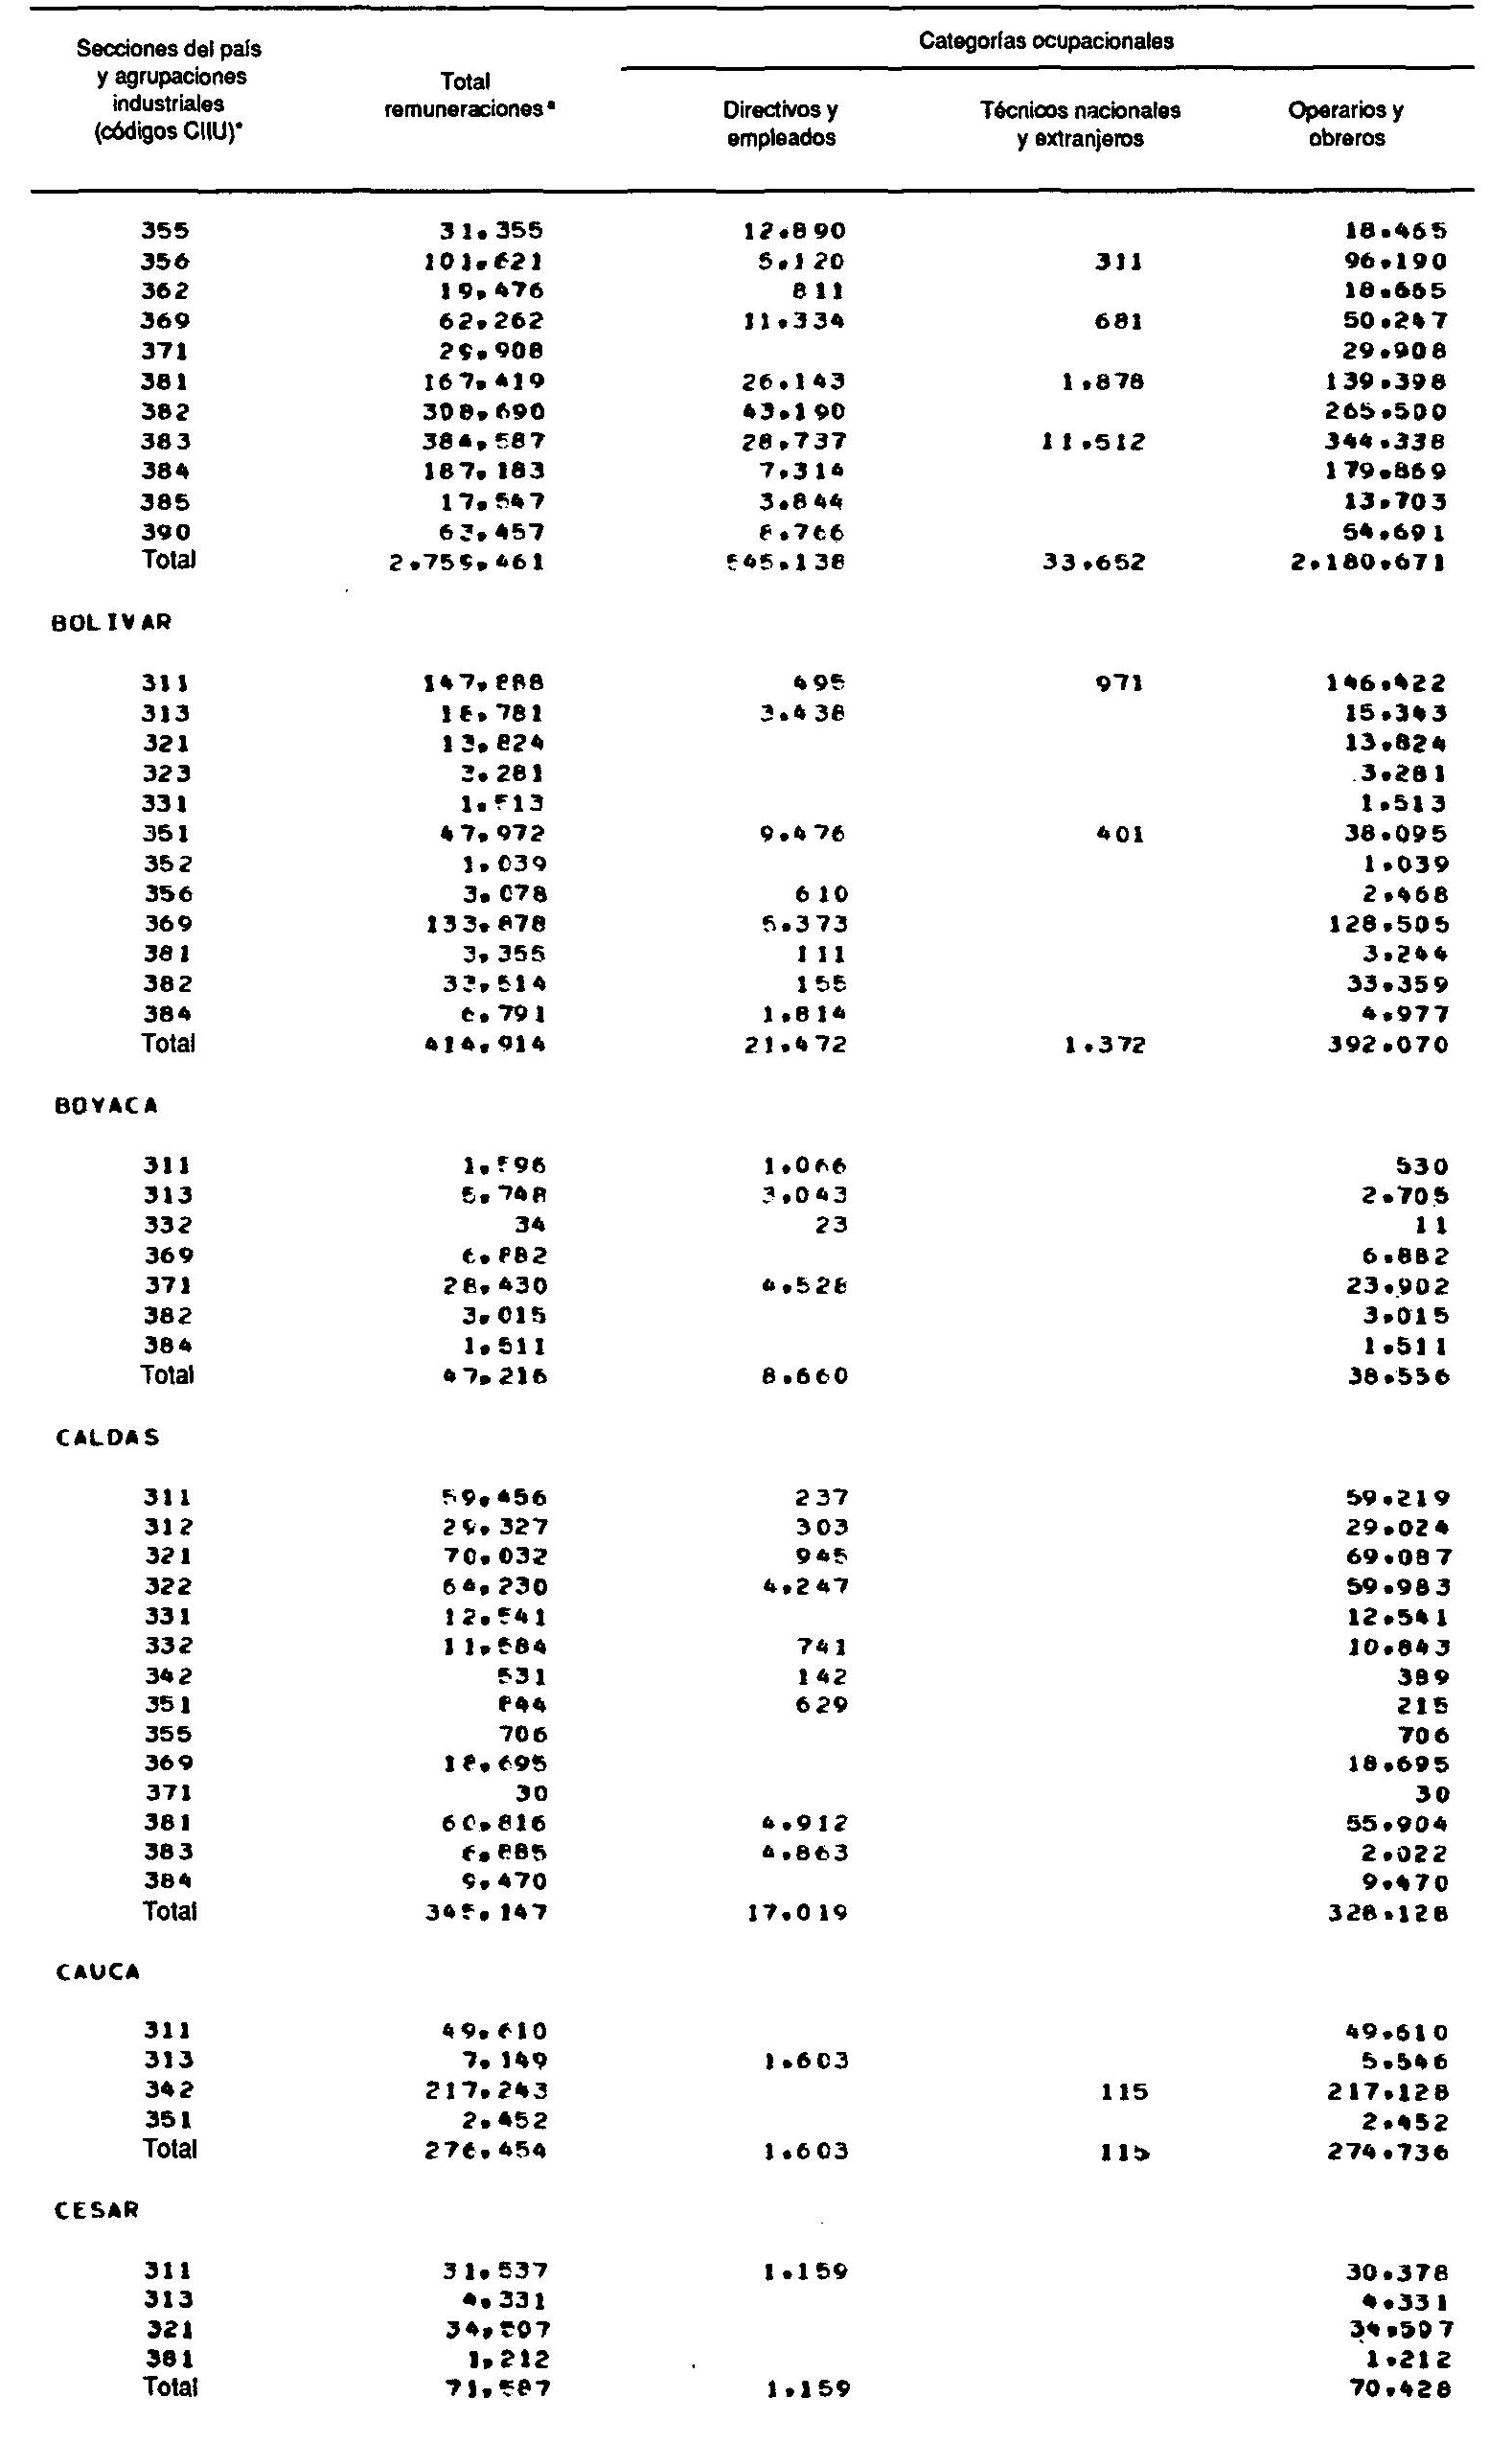 Secciones del país y agrupaciones industriales (códigos CIIU)* Total remuneracionesª Categorías ocupacionales
Directivos y empleados Técnicos nacionales y extranjeros Operarios y obreros
355 31.355 12.890 18.465
356 101.621 5.120 311 96.190
362 19.476 811 18.665
369 62.262 11.334 681 50.247
371 29.908 29.908
381 167.419 26.143 1.878 139.398
382 308.690 43.190 265.500
383 384.587 28.737 11.512 344.338
384 187.183 7.314 179.869
385 17.547 3.844 13.703
390 63.457 8.766 54.691
Total 2.759.461 545.138 33.652 2.180.671
BOLIVAR
311 147.888 495 971 146.422
313 18.781 3.438 15.343
321 13.824 13.824
323 3.281 3.281
331 1.513 1.513
351 47.972 9.476 401 38.095
352 1.039 1.039
356 3.078 610 2.468
369 133.878 5.373 128.505
381 3.355 111 3.244
382 33.514 155 33.359
384 6.791 1.814 4.977
Total 414.914 21.472 1.372 392.070
BOYACA
311 1.596 1.066 530
313 5.748 3.043 2.705
332 34 23 11
369 6.882 6.882
371 28.430 4.528 23.902
382 3.015 3.015
384 1.511 1.511
Total 47.216 8.660 38.556
CALDAS
311 59.456 237 59.219
312 29.327 303 29.024
321 70.032 945 69.087
322 64.230 4.247 59.983
331 12.541 12.541
332 11.584 741 10.843
342 531 142 389
351 844 629 215
355 706 706
369 18.695 18.695
371 30 30
381 60.816 4.912 55.904
383 6.885 4.863 2.022
384 9.470 9.470
Total 345.147 17.019 328.128
CAUCA
311 49.610 49.610
313 7.149 1.603 5.546
342 217.243 115 217.128
351 2.452 2.452
Total 276.454 1.603 115 274.736
CESAR
311 31.537 1.159 30.378
313 4.331 4.331
321 34.507 34.507
381 1.212 1.212
Total 71.587 1.159 70.428